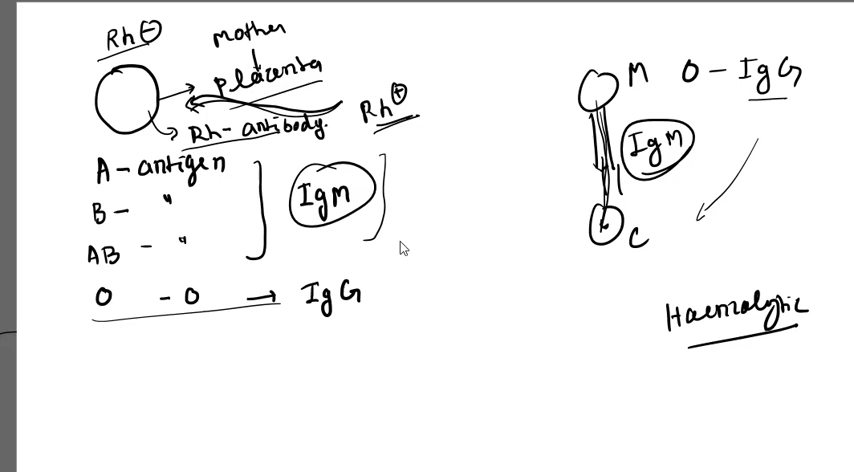 Rh⊖
mother
placenta
Rh⊕
Rh-antibody.
A - antigen
B - "
AB - "
IgM
O - O → IgG
M O - IgG
IgM
C
Haemolytic